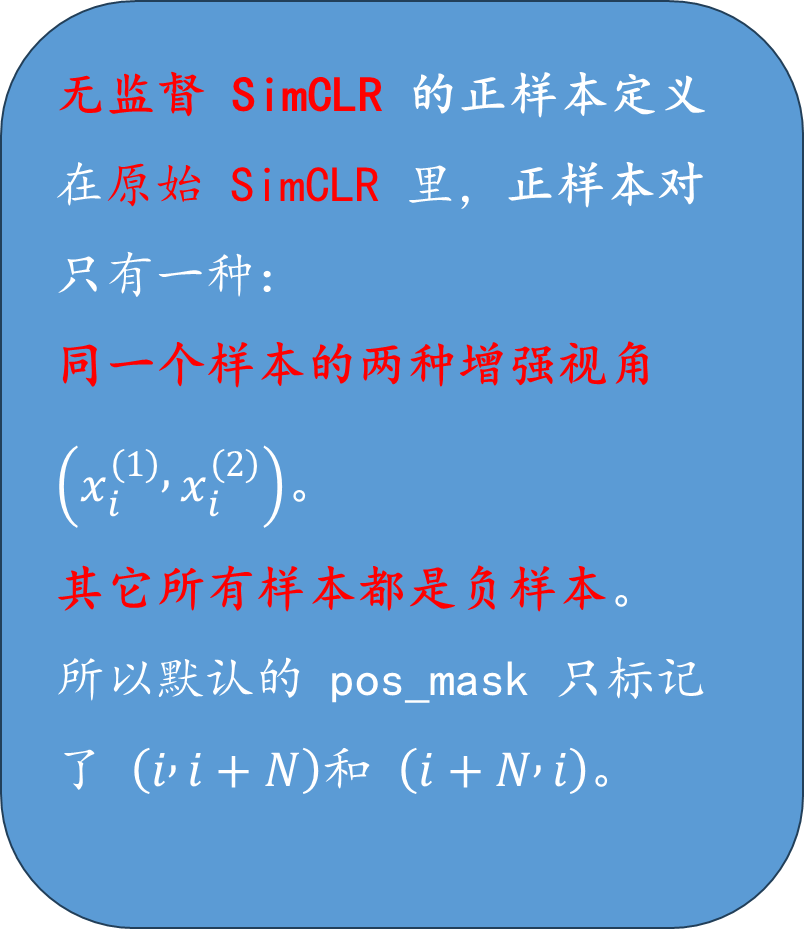 无监督 SimCLR 的正样本定义
在原始 SimCLR 里，正样本对
只有一种：
同一个样本的两种增强视角
(x_i^(1), x_i^(2))。
其它所有样本都是负样本。
所以默认的 pos_mask 只标记
了 (i, i + N)和 (i + N, i)。